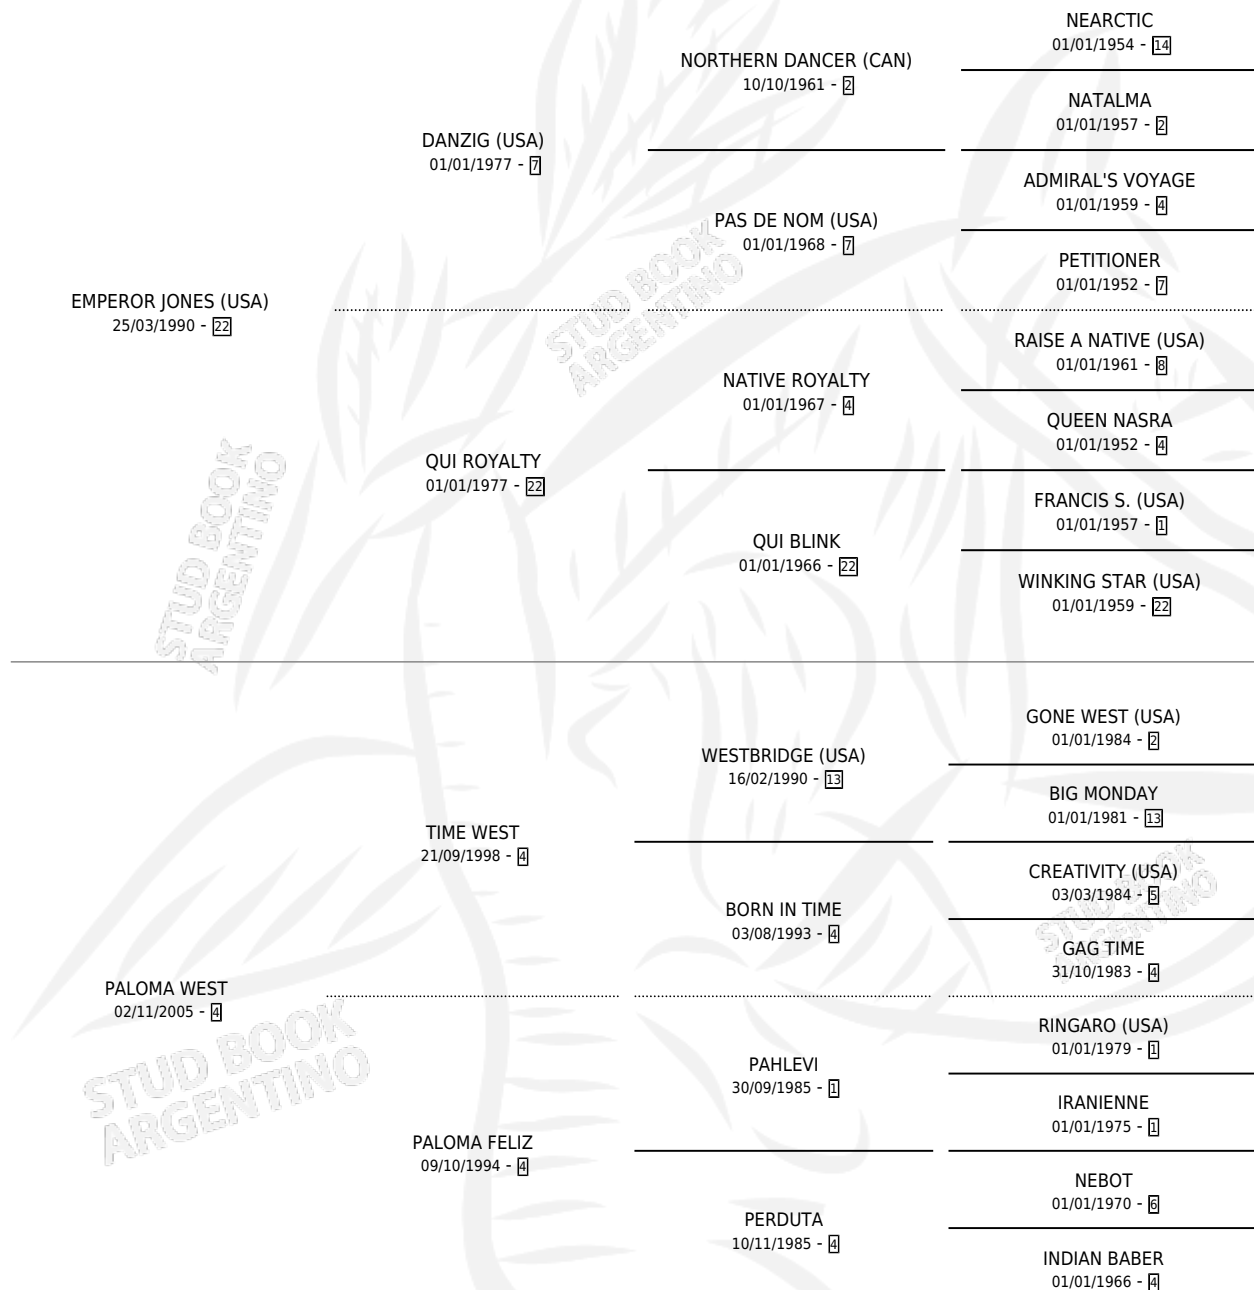 NEARCTIC
01/01/1954 - 14
NORTHERN DANCER (CAN)
10/10/1961 - 2
NATALMA
01/01/1957 - 2
DANZIG (USA)
01/01/1977 - 7
ADMIRAL'S VOYAGE
01/01/1959 - 4
PAS DE NOM (USA)
01/01/1968 - 7
PETITIONER
01/01/1952 - 7
EMPEROR JONES (USA)
25/03/1990 - 22
STUD BOOK
ARGENTINO
RAISE A NATIVE (USA)
01/01/1961 - 8
NATIVE ROYALTY
01/01/1967 - 4
QUEEN NASRA
01/01/1952 - 4
QUI ROYALTY
01/01/1977 - 22
FRANCIS S. (USA)
01/01/1957 - 1
QUI BLINK
01/01/1966 - 22
WINKING STAR (USA)
01/01/1959 - 22
STUD BOOK
ARGENTINO
GONE WEST (USA)
01/01/1984 - 2
WESTBRIDGE (USA)
16/02/1990 - 13
BIG MONDAY
01/01/1981 - 13
TIME WEST
21/09/1998 - 4
CREATIVITY (USA)
03/03/1984 - 5
BORN IN TIME
03/08/1993 - 4
GAG TIME
31/10/1983 - 4
STUD BOOK
ARGENTINO
PALOMA WEST
02/11/2005 - 4
STUD BOOK
ARGENTINO
RINGARO (USA)
01/01/1979 - 1
PAHLEVI
30/09/1985 - 1
IRANIENNE
01/01/1975 - 1
PALOMA FELIZ
09/10/1994 - 4
NEBOT
01/01/1970 - 6
PERDUTA
10/11/1985 - 4
INDIAN BABER
01/01/1966 - 4